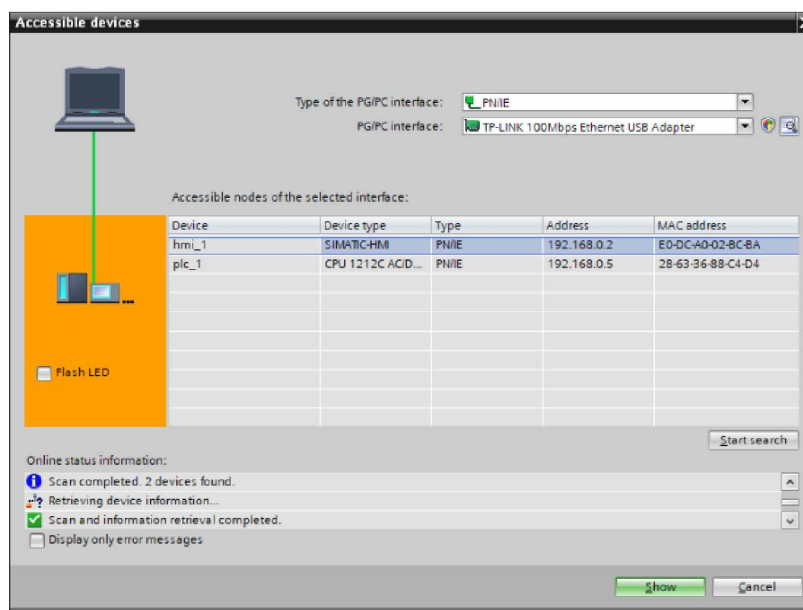 Accessible devices
Type of the PG/PC interface: PN/IE
PG/PC interface: TP-LINK 100Mbps Ethernet USB Adapter
Accessible nodes of the selected interface:
Device Device type Type Address MAC address
hmi_1 SIMATIC-HMI PN/IE 192.168.0.2 E0-DC-A0-02-BC-BA
plc_1 CPU 1212C AC/D... PN/IE 192.168.0.5 28-63-36-88-C4-D4
Flash LED
Start search
Online status information:
Scan completed. 2 devices found.
Retrieving device information...
Scan and information retrieval completed.
Display only error messages
Show Cancel